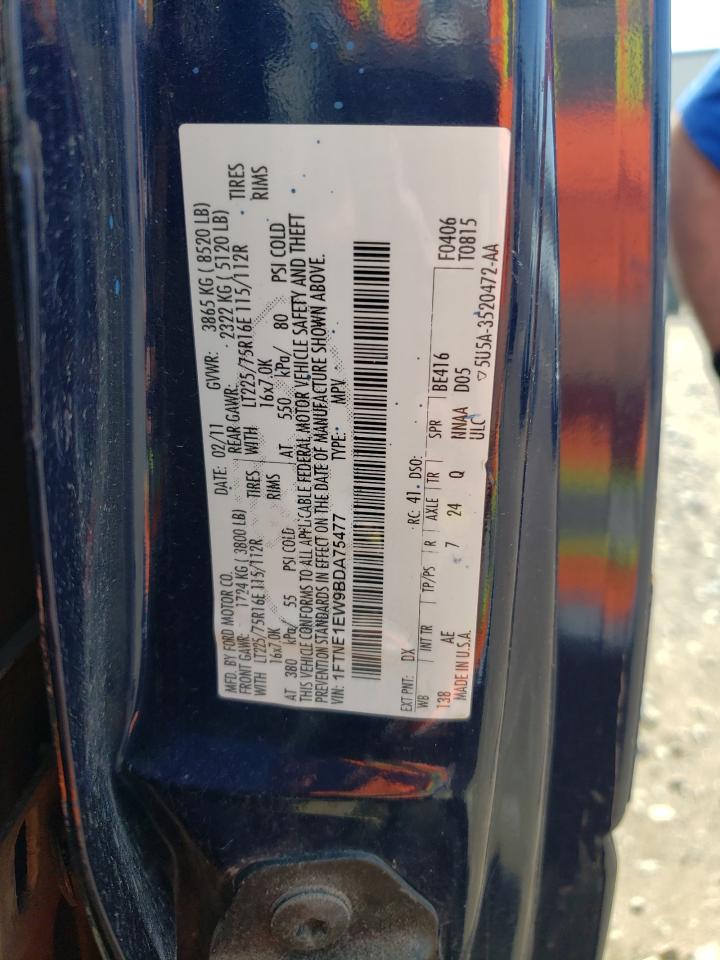 MFD. BY FORD MOTOR CO. DATE: 02/11 GVWR: 3865 KG ( 8520 LB)
FRONT GAWR: 1724 KG ( 3800 LB) REAR GAWR: 2322 KG ( 5120 LB)
WITH LT225/75R16E 115/112R TIRES WITH LT225/75R16E 115/112R TIRES
16x7.0K RIMS 16x7.0K RIMS
AT 380 kPa/ 55 PSI COLD AT 550 kPa/ 80 PSI COLD
THIS VEHICLE CONFORMS TO ALL APPLICABLE FEDERAL MOTOR VEHICLE SAFETY AND THEFT
PREVENTION STANDARDS IN EFFECT ON THE DATE OF MANUFACTURE SHOWN ABOVE.
VIN: 1FTNE1EW9BDA75477 TYPE: MPV
EXT PNT: DX RC: 41 DSO: F0406
WB INT TR TP/PS R AXLE TR SPR BE416 T0815
138 AE 7 24 Q NNAA D05
MADE IN U.S.A. ULC ▽5U5A-3520472-AA